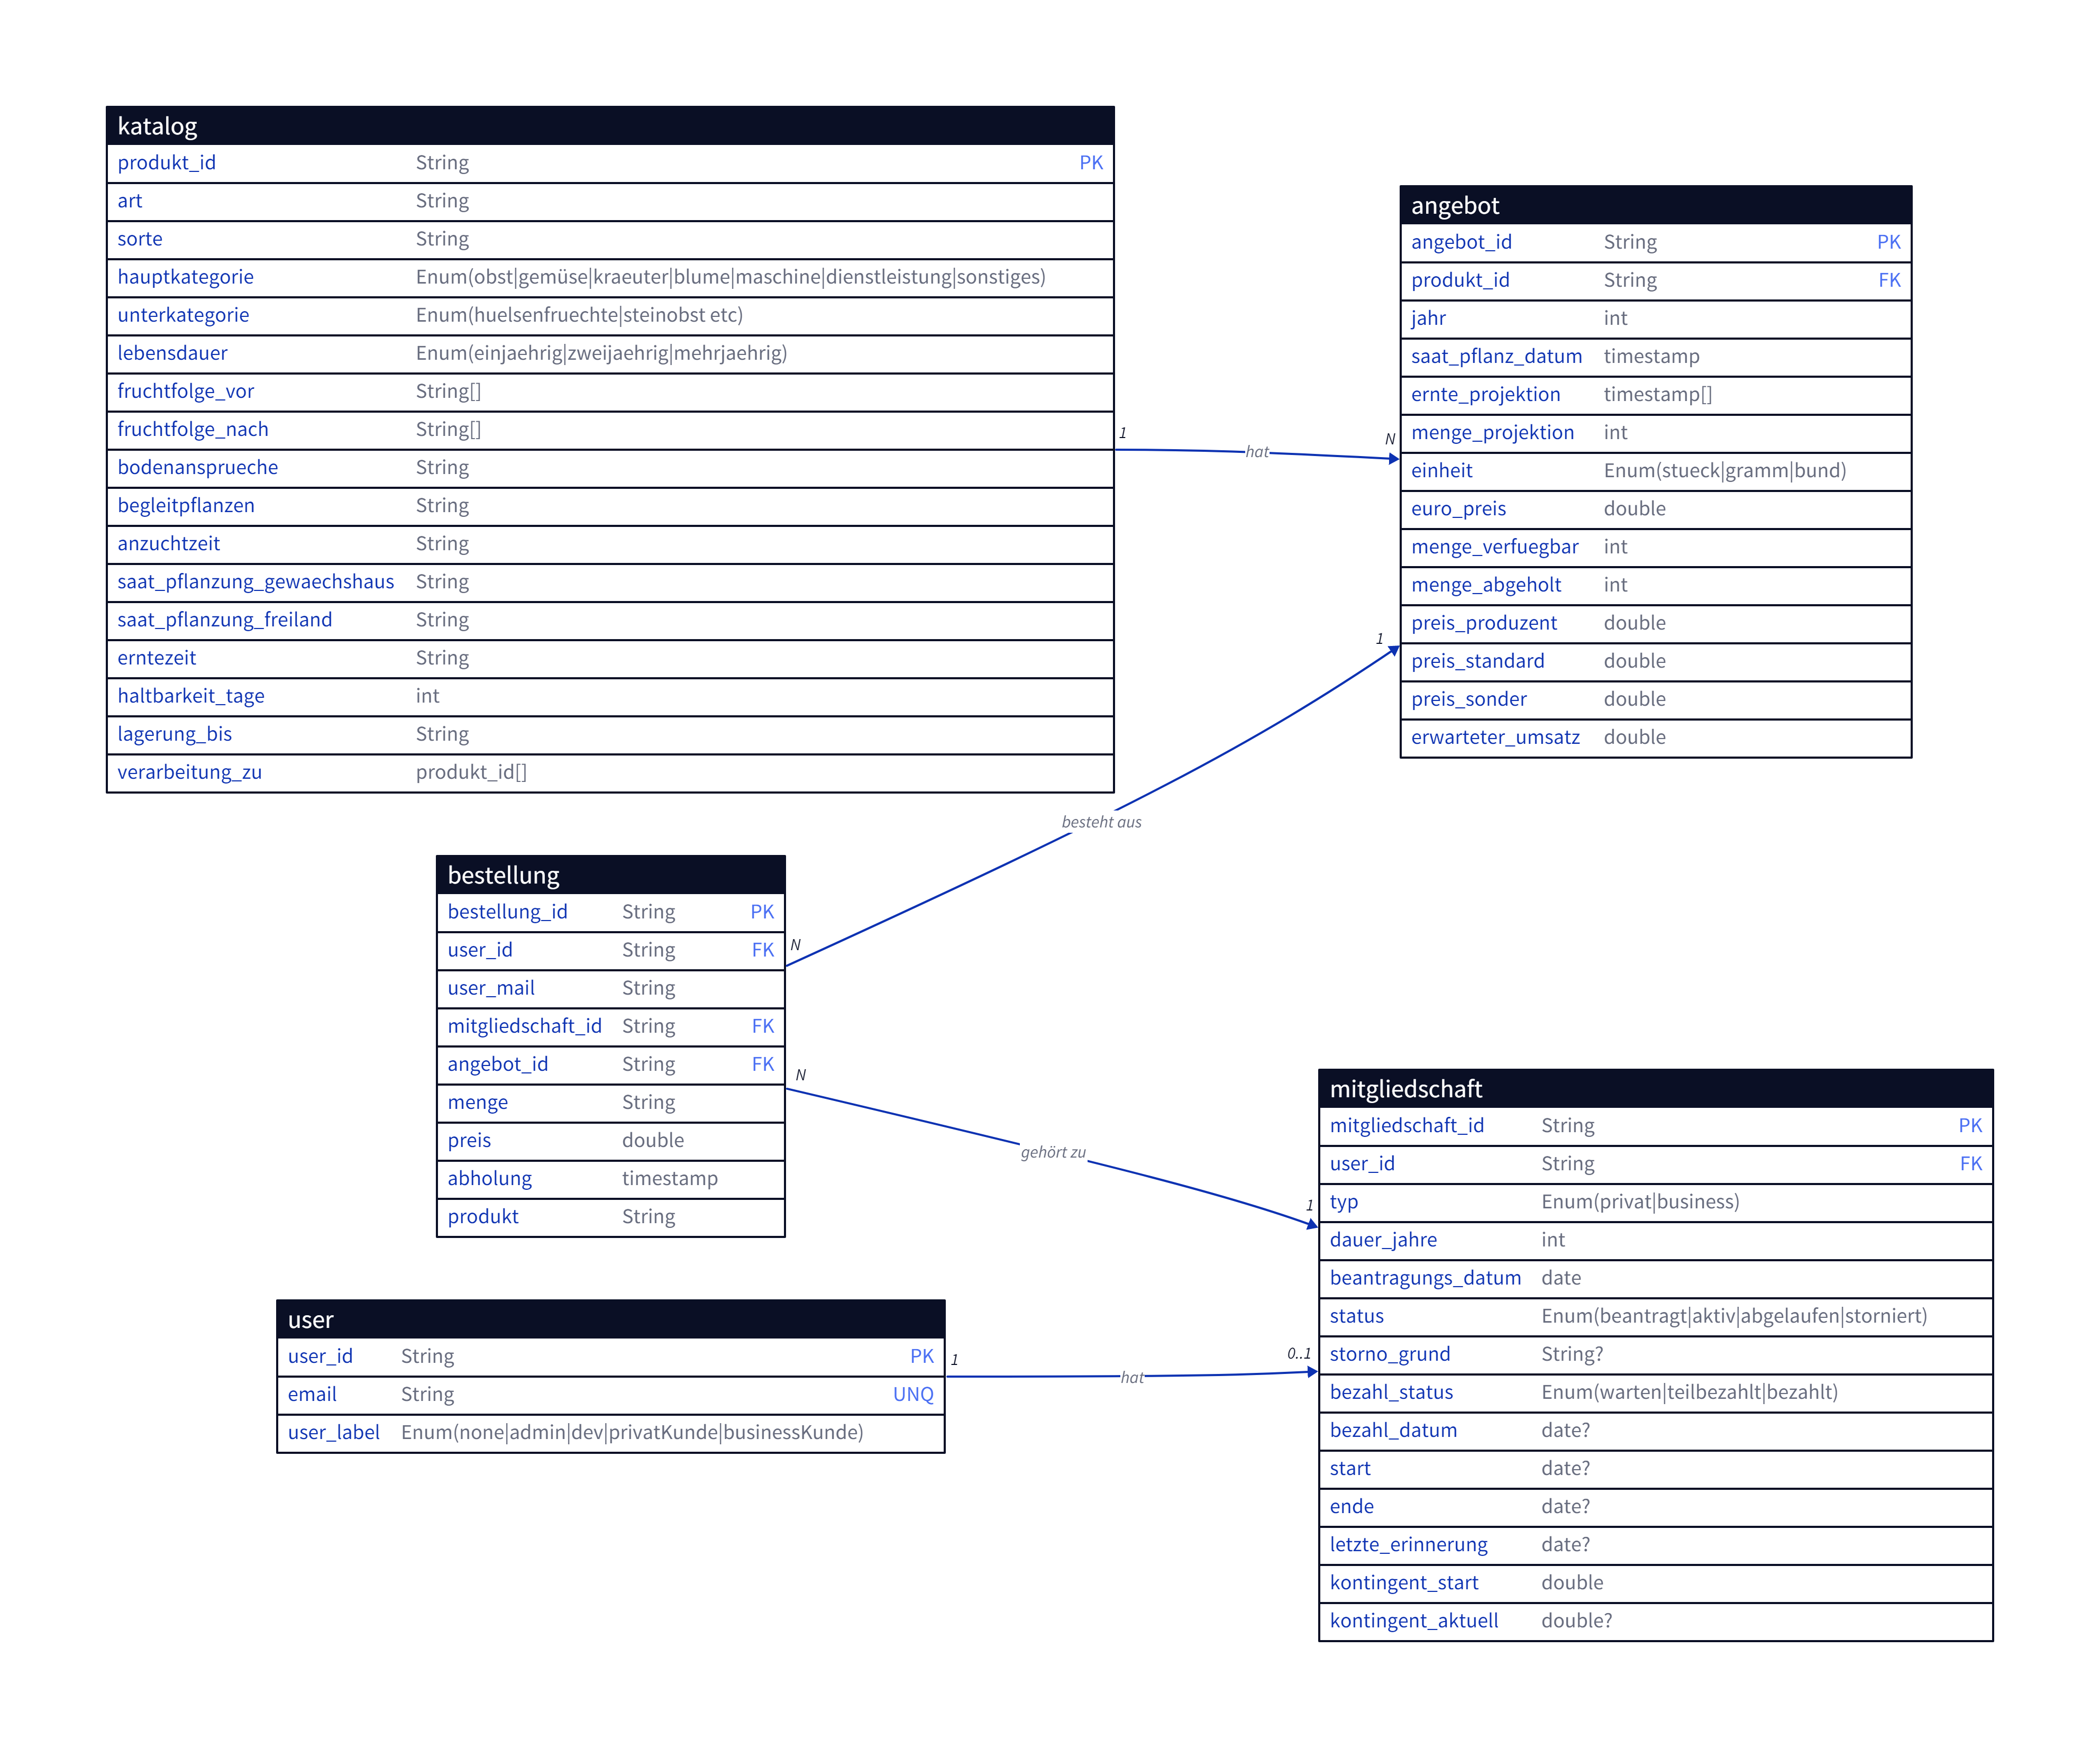 katalog
produkt_id String PK
art String
sorte String
hauptkategorie Enum(obst|gemüse|kraeuter|blume|maschine|dienstleistung|sonstiges)
unterkategorie Enum(huelsenfruechte|steinobst etc)
lebensdauer Enum(einjaehrig|zweijaehrig|mehrjaehrig)
fruchtfolge_vor String[]
fruchtfolge_nach String[]
bodenansprueche String
begleitpflanzen String
anzuchtzeit String
saat_pflanzung_gewaechshaus String
saat_pflanzung_freiland String
erntezeit String
haltbarkeit_tage int
lagerung_bis String
verarbeitung_zu produkt_id[]
1 hat N
angebot
angebot_id String PK
produkt_id String FK
jahr int
saat_pflanz_datum timestamp
ernte_projektion timestamp[]
menge_projektion int
einheit Enum(stueck|gramm|bund)
euro_preis double
menge_verfuegbar int
menge_abgeholt int
preis_produzent double
preis_standard double
preis_sonder double
erwarteter_umsatz double
1
besteht aus
N
bestellung
bestellung_id String PK
user_id String FK
user_mail String
mitgliedschaft_id String FK
angebot_id String FK
menge String
preis double
abholung timestamp
produkt String
N
gehört zu
1
mitgliedschaft
mitgliedschaft_id String PK
user_id String FK
typ Enum(privat|business)
dauer_jahre int
beantragungs_datum date
status Enum(beantragt|aktiv|abgelaufen|storniert)
storno_grund String?
bezahl_status Enum(warten|teilbezahlt|bezahlt)
bezahl_datum date?
start date?
ende date?
letzte_erinnerung date?
kontingent_start double
kontingent_aktuell double?
user
user_id String PK
email String UNQ
user_label Enum(none|admin|dev|privatKunde|businessKunde)
1 hat 0..1